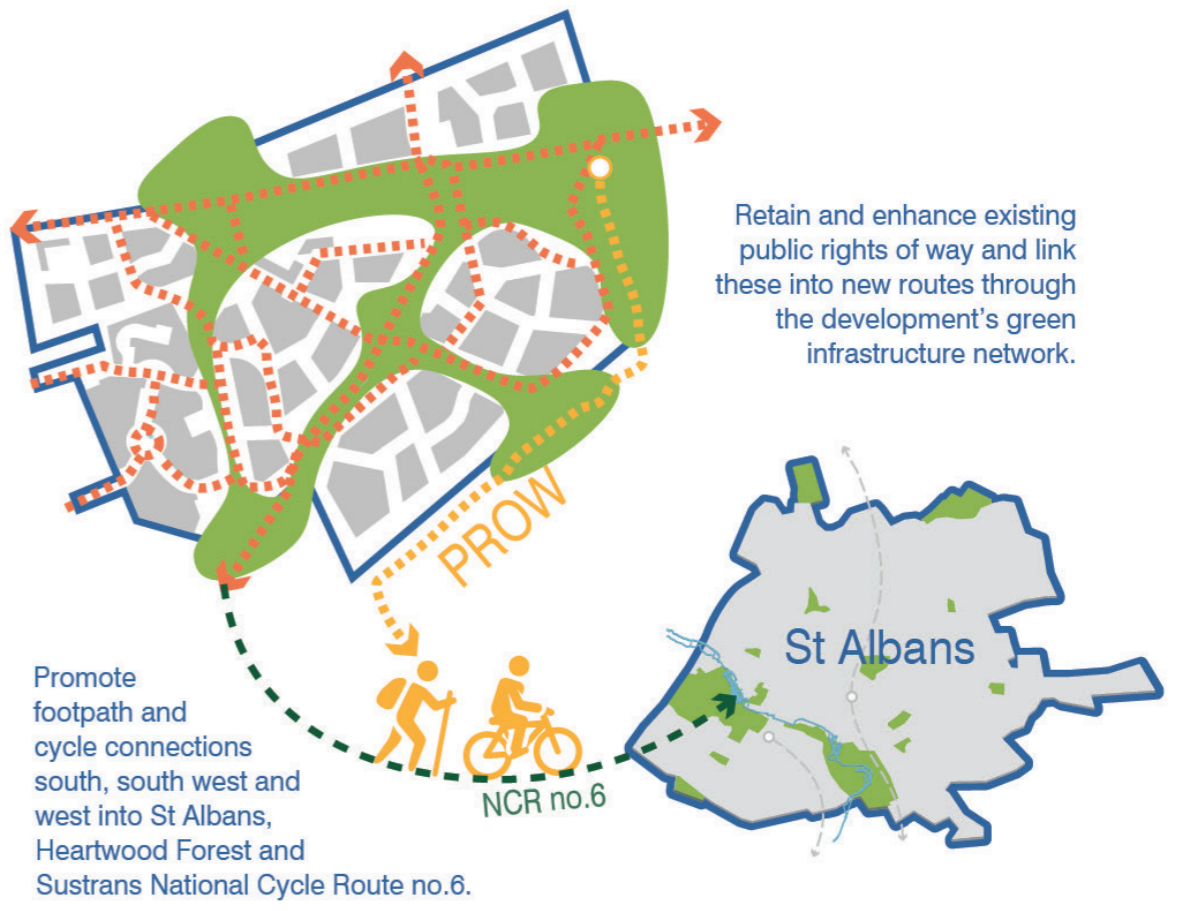 Retain and enhance existing
public rights of way and link
these into new routes through
the development's green
infrastructure network.
PROW
St Albans
Promote
footpath and
cycle connections
south, south west and
west into St Albans,
Heartwood Forest and
Sustrans National Cycle Route no.6.
NCR no.6